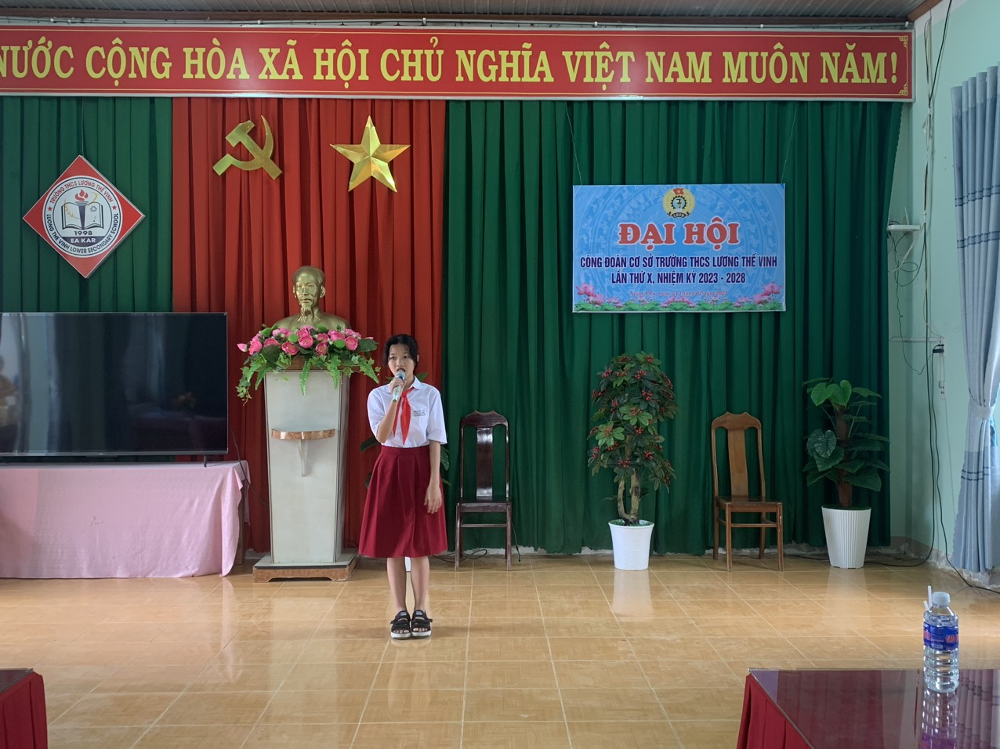 NƯỚC CỘNG HÒA XÃ HỘI CHỦ NGHĨA VIỆT NAM MUÔN NĂM!
TRƯỜNG THCS LƯƠNG THẾ VINH
1998
EA KAR
LUONG THE VINH LOWER SECONDARY SCHOOL
ĐẠI HỘI
CÔNG ĐOÀN CƠ SỞ TRƯỜNG THCS LƯƠNG THẾ VINH
LẦN THỨ X, NHIỆM KỲ 2023 - 2028